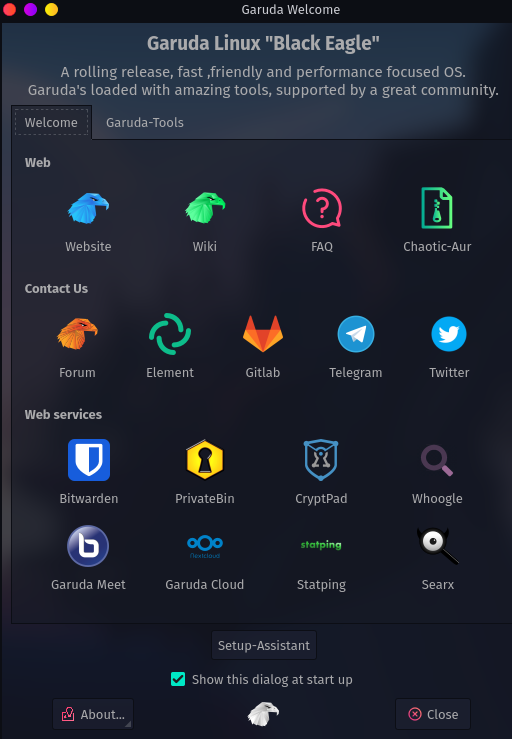 Garuda Welcome
Garuda Linux "Black Eagle"
A rolling release, fast ,friendly and performance focused OS.
Garuda's loaded with amazing tools, supported by a great community.
Welcome
Garuda-Tools
Web
Website
Wiki
FAQ
Chaotic-Aur
Contact Us
Forum
Element
Gitlab
Telegram
Twitter
Web services
Bitwarden
PrivateBin
CryptPad
Whoogle
Nextcloud
statping
Garuda Meet
Garuda Cloud
Statping
Searx
Setup-Assistant
Show this dialog at start up
About...
Close